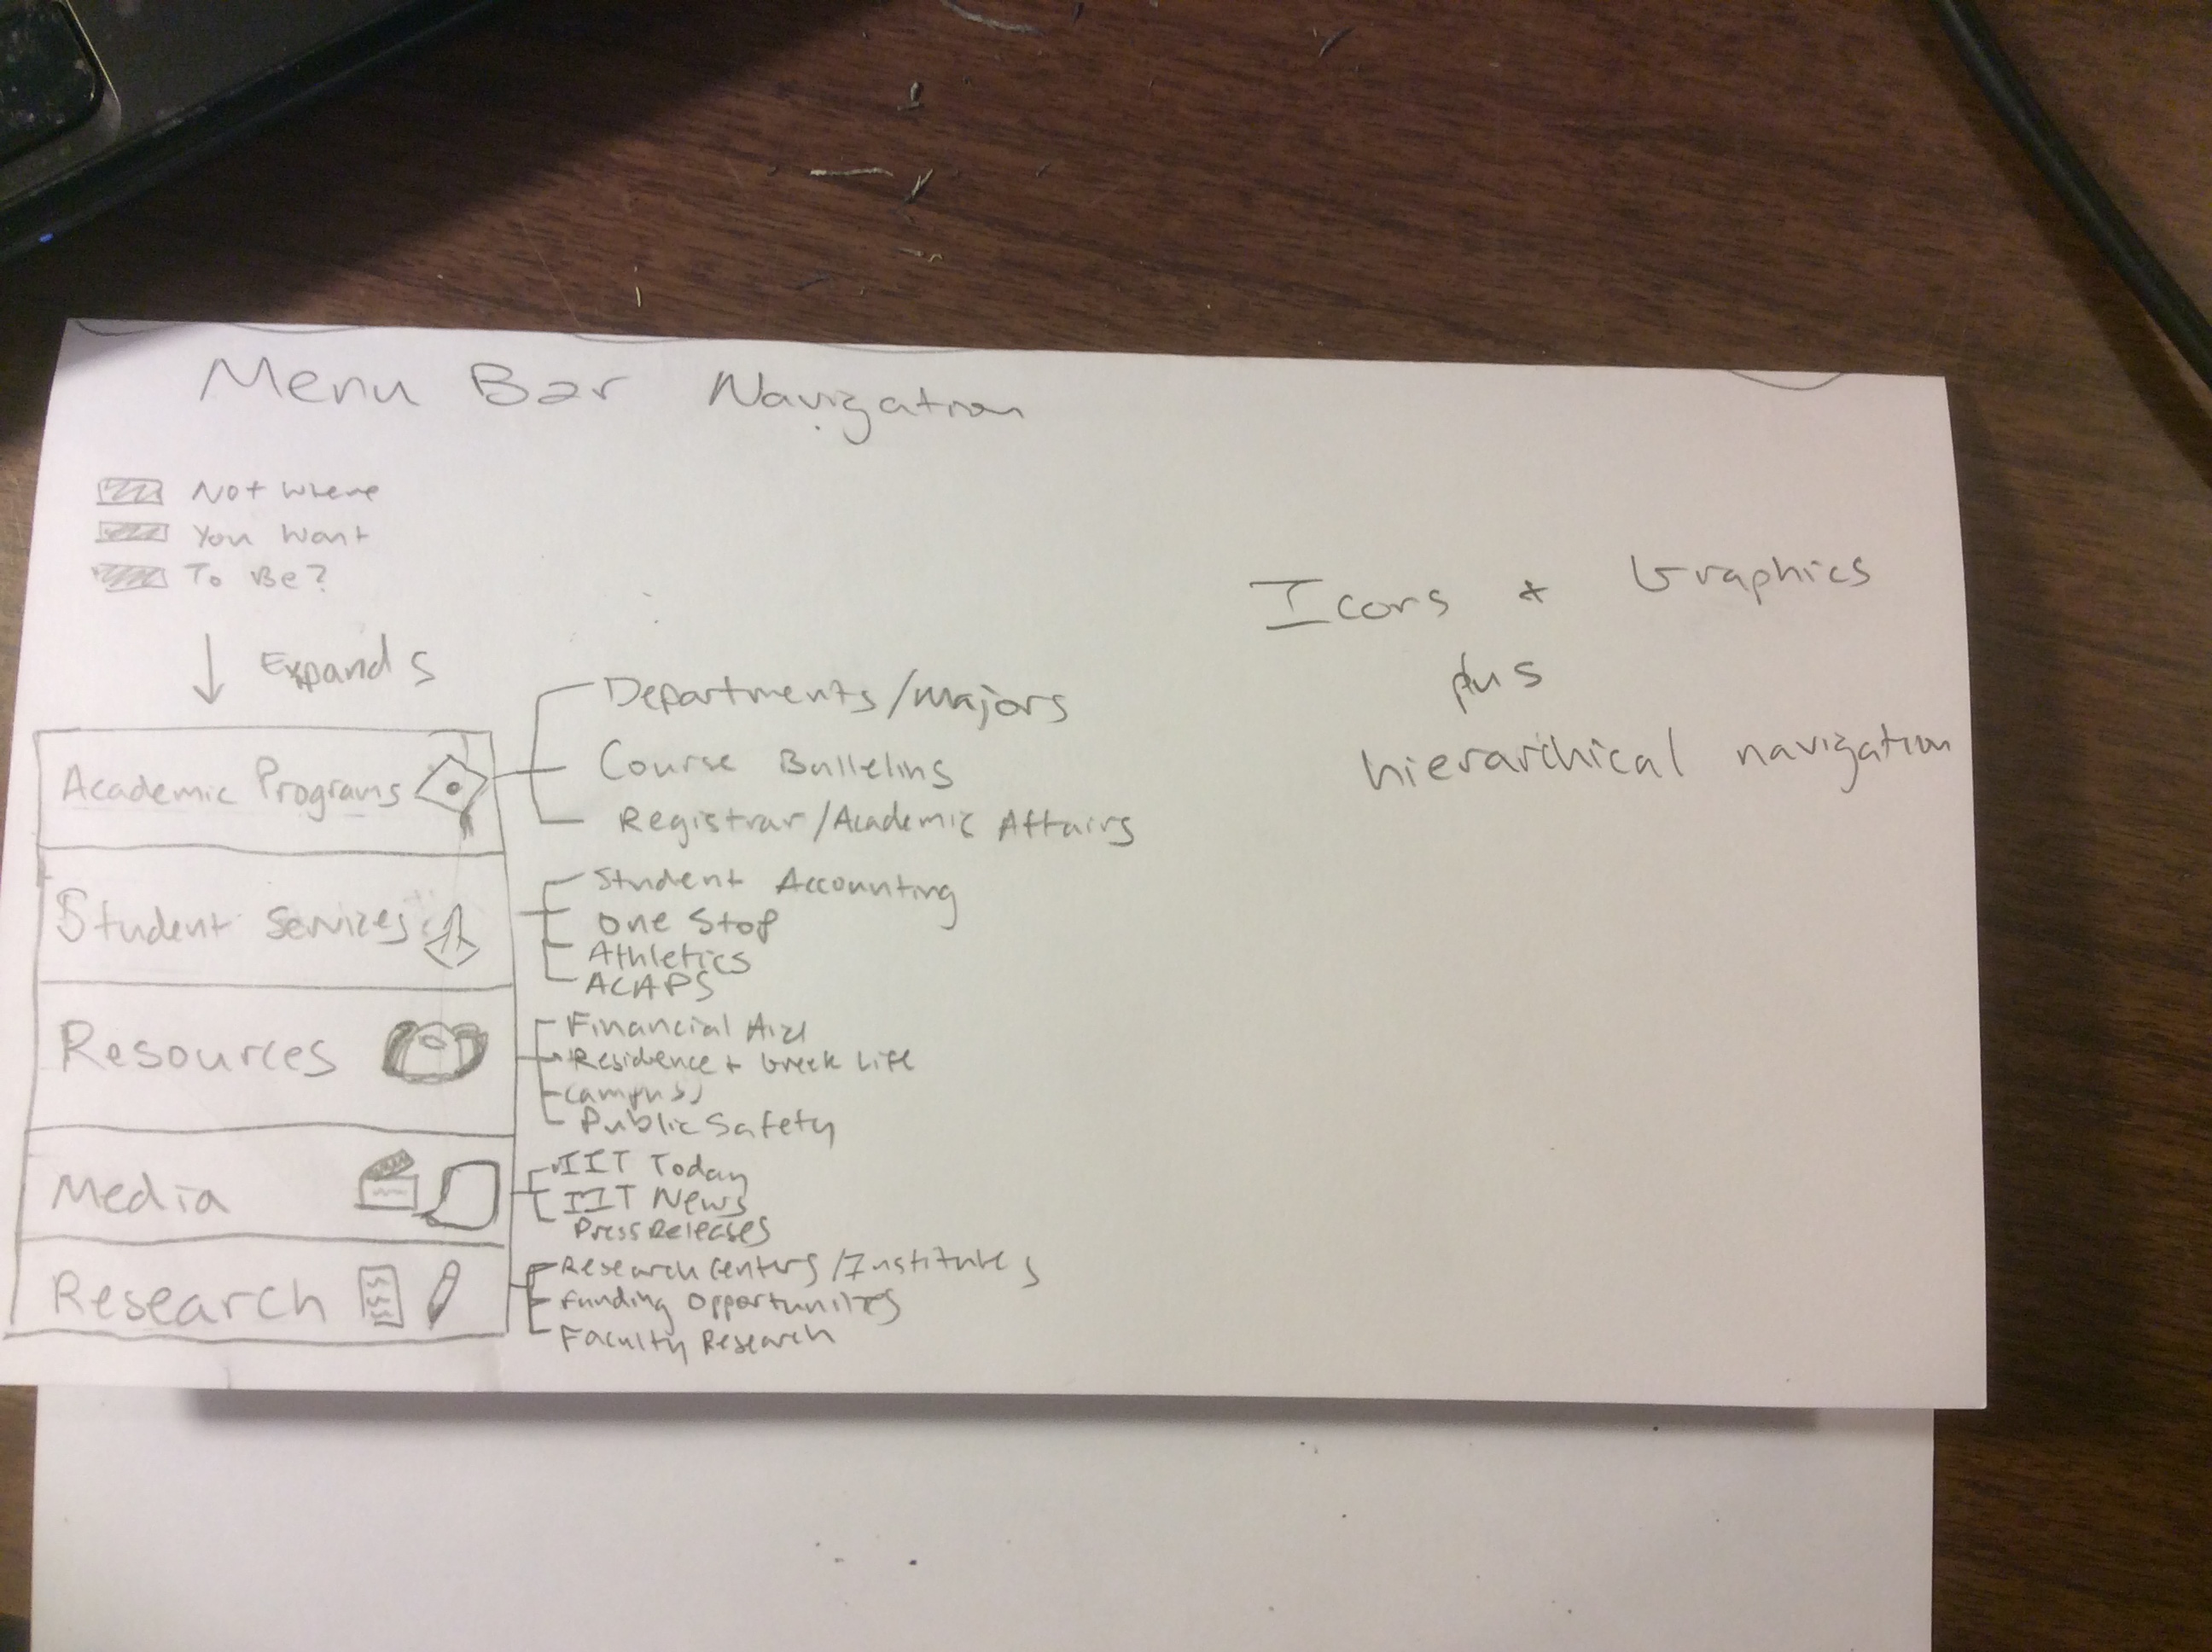 Menu Bar Navigation
Not Where
You Want
To Be?
Expands
Icons + Graphics
plus
hierarchical navigation
Academic Programs
Departments/Majors
Course Bulletins
Registrar/Academic Affairs
Student Services
Student Accounting
One Stop
Athletics
ACAPS
Resources
Financial Aid
Residence + Greek Life
Campus
Public Safety
Media
IIT Today
IIT News
Press Releases
Research
Research Centers/Institutes
Funding Opportunities
Faculty Research